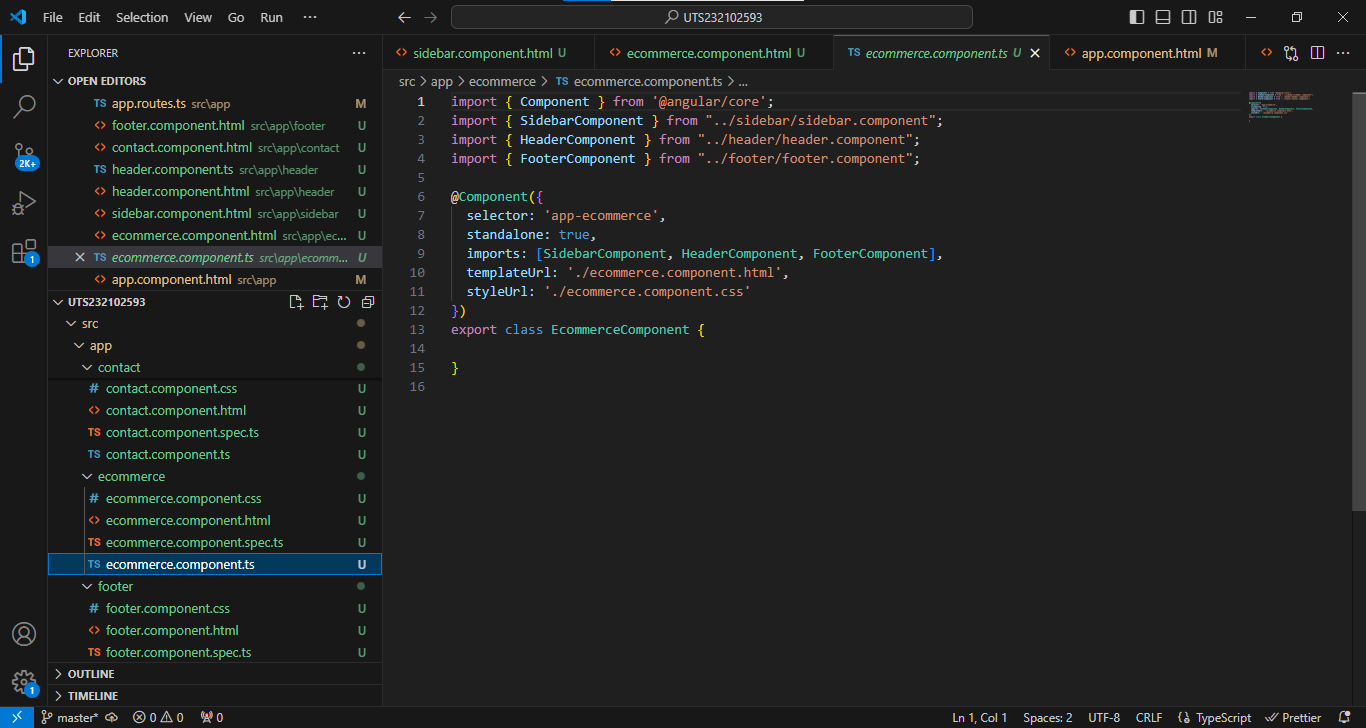 File Edit Selection View Go Run ··· UTS232102593
EXPLORER ···
OPEN EDITORS
TS app.routes.ts src\app M
<> footer.component.html src\app\footer U
<> contact.component.html src\app\contact U
TS header.component.ts src\app\header U
<> header.component.html src\app\header U
<> sidebar.component.html src\app\sidebar U
<> ecommerce.component.html src\app\ec... U
TS ecommerce.component.ts src\app\ecomm... U
<> app.component.html src\app M
UTS232102593
src
app
contact
# contact.component.css U
<> contact.component.html U
TS contact.component.spec.ts U
TS contact.component.ts U
ecommerce
# ecommerce.component.css U
<> ecommerce.component.html U
TS ecommerce.component.spec.ts U
TS ecommerce.component.ts U
footer
# footer.component.css U
<> footer.component.html U
TS footer.component.spec.ts U
OUTLINE
TIMELINE
2K+
1
1
<> sidebar.component.html U <> ecommerce.component.html U TS ecommerce.component.ts U <> app.component.html M
src > app > ecommerce > TS ecommerce.component.ts > ...
1 import { Component } from '@angular/core';
2 import { SidebarComponent } from "../sidebar/sidebar.component";
3 import { HeaderComponent } from "../header/header.component";
4 import { FooterComponent } from "../footer/footer.component";
5
6 @Component({
7 selector: 'app-ecommerce',
8 standalone: true,
9 imports: [SidebarComponent, HeaderComponent, FooterComponent],
10 templateUrl: './ecommerce.component.html',
11 styleUrl: './ecommerce.component.css'
12 })
13 export class EcommerceComponent {
14
15 }
16
master* 0 0 0 Ln 1, Col 1 Spaces: 2 UTF-8 CRLF {} TypeScript Prettier